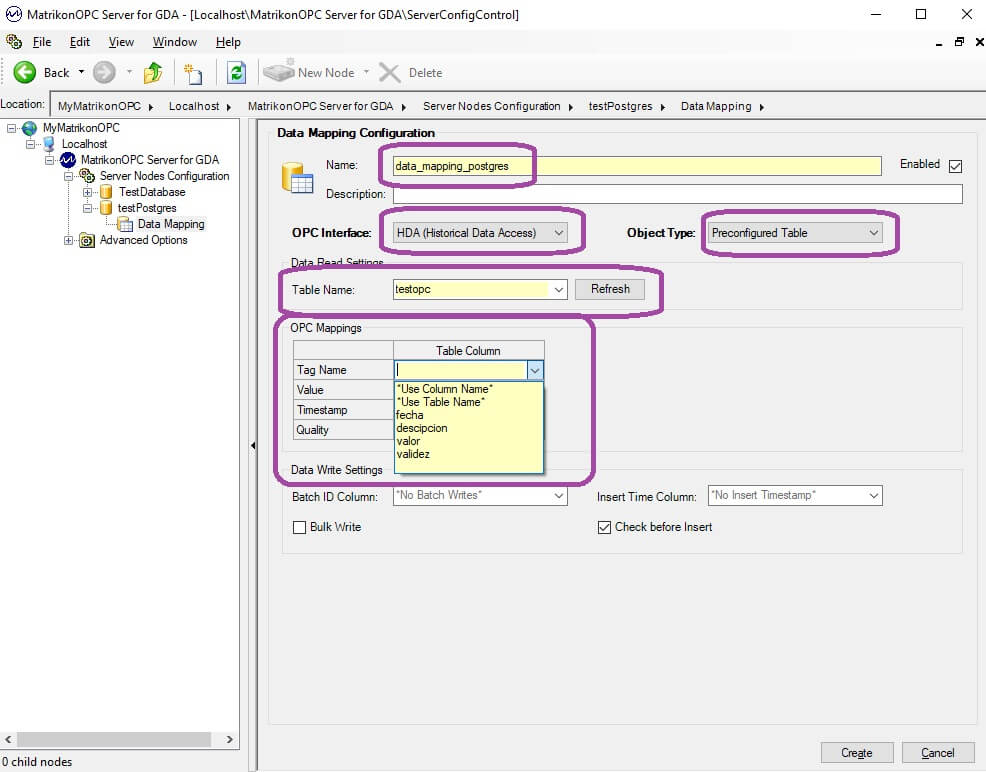 MatrikonOPC Server for GDA - [Localhost\MatrikonOPC Server for GDA\ServerConfigControl]
File Edit View Window Help
Back New Node Delete
Location: MyMatrikonOPC Localhost MatrikonOPC Server for GDA Server Nodes Configuration testPostgres Data Mapping
MyMatrikonOPC
Localhost
MatrikonOPC Server for GDA
Server Nodes Configuration
TestDatabase
testPostgres
Data Mapping
Advanced Options
Data Mapping Configuration
Name: data_mapping_postgres Enabled
Description:
OPC Interface: HDA (Historical Data Access) Object Type: Preconfigured Table
Data Read Settings
Table Name: testopc Refresh
OPC Mappings
Table Column
Tag Name
Value
Timestamp
Quality
*Use Column Name*
*Use Table Name*
fecha
descipcion
valor
validez
Data Write Settings
Batch ID Column: *No Batch Writes* Insert Time Column: *No Insert Timestamp*
Bulk Write Check before Insert
Create Cancel
0 child nodes